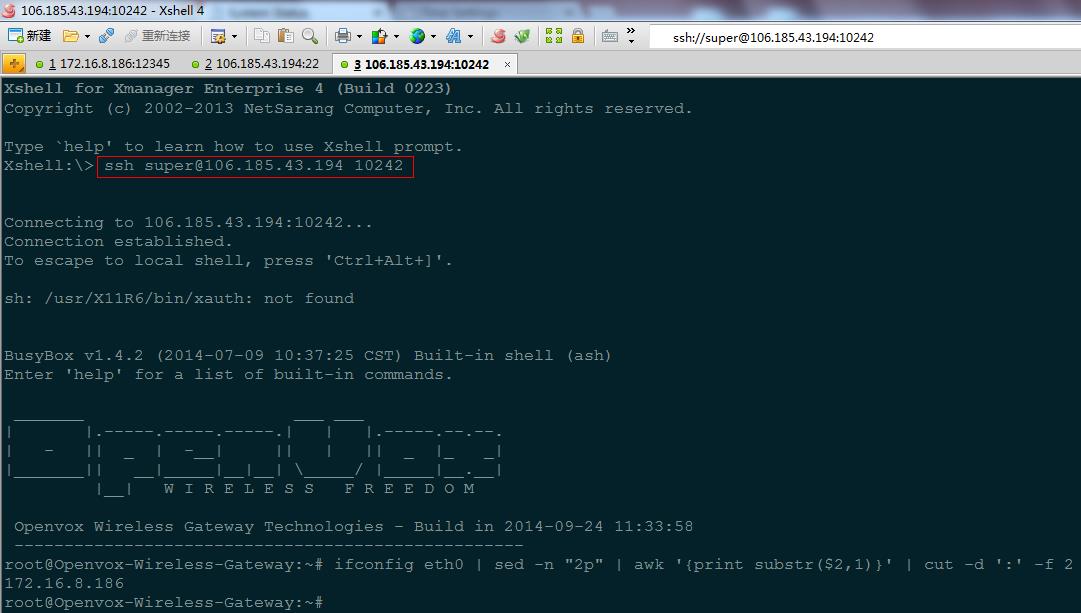 106.185.43.194:10242 - Xshell 4
新建 重新连接 ssh://super@106.185.43.194:10242
1 172.16.8.186:12345 2 106.185.43.194:22 3 106.185.43.194:10242 ×
Xshell for Xmanager Enterprise 4 (Build 0223)
Copyright (c) 2002-2013 NetSarang Computer, Inc. All rights reserved.
Type `help' to learn how to use Xshell prompt.
Xshell:\> ssh super@106.185.43.194 10242
Connecting to 106.185.43.194:10242...
Connection established.
To escape to local shell, press 'Ctrl+Alt+]'.
sh: /usr/X11R6/bin/xauth: not found
BusyBox v1.4.2 (2014-07-09 10:37:25 CST) Built-in shell (ash)
Enter 'help' for a list of built-in commands.
OpenVox
W I R E L E S S   F R E E D O M
Openvox Wireless Gateway Technologies - Build in 2014-09-24 11:33:58
---------------------------------------------------
root@Openvox-Wireless-Gateway:~# ifconfig eth0 | sed -n "2p" | awk '{print substr($2,1)}' | cut -d ':' -f 2
172.16.8.186
root@Openvox-Wireless-Gateway:~#